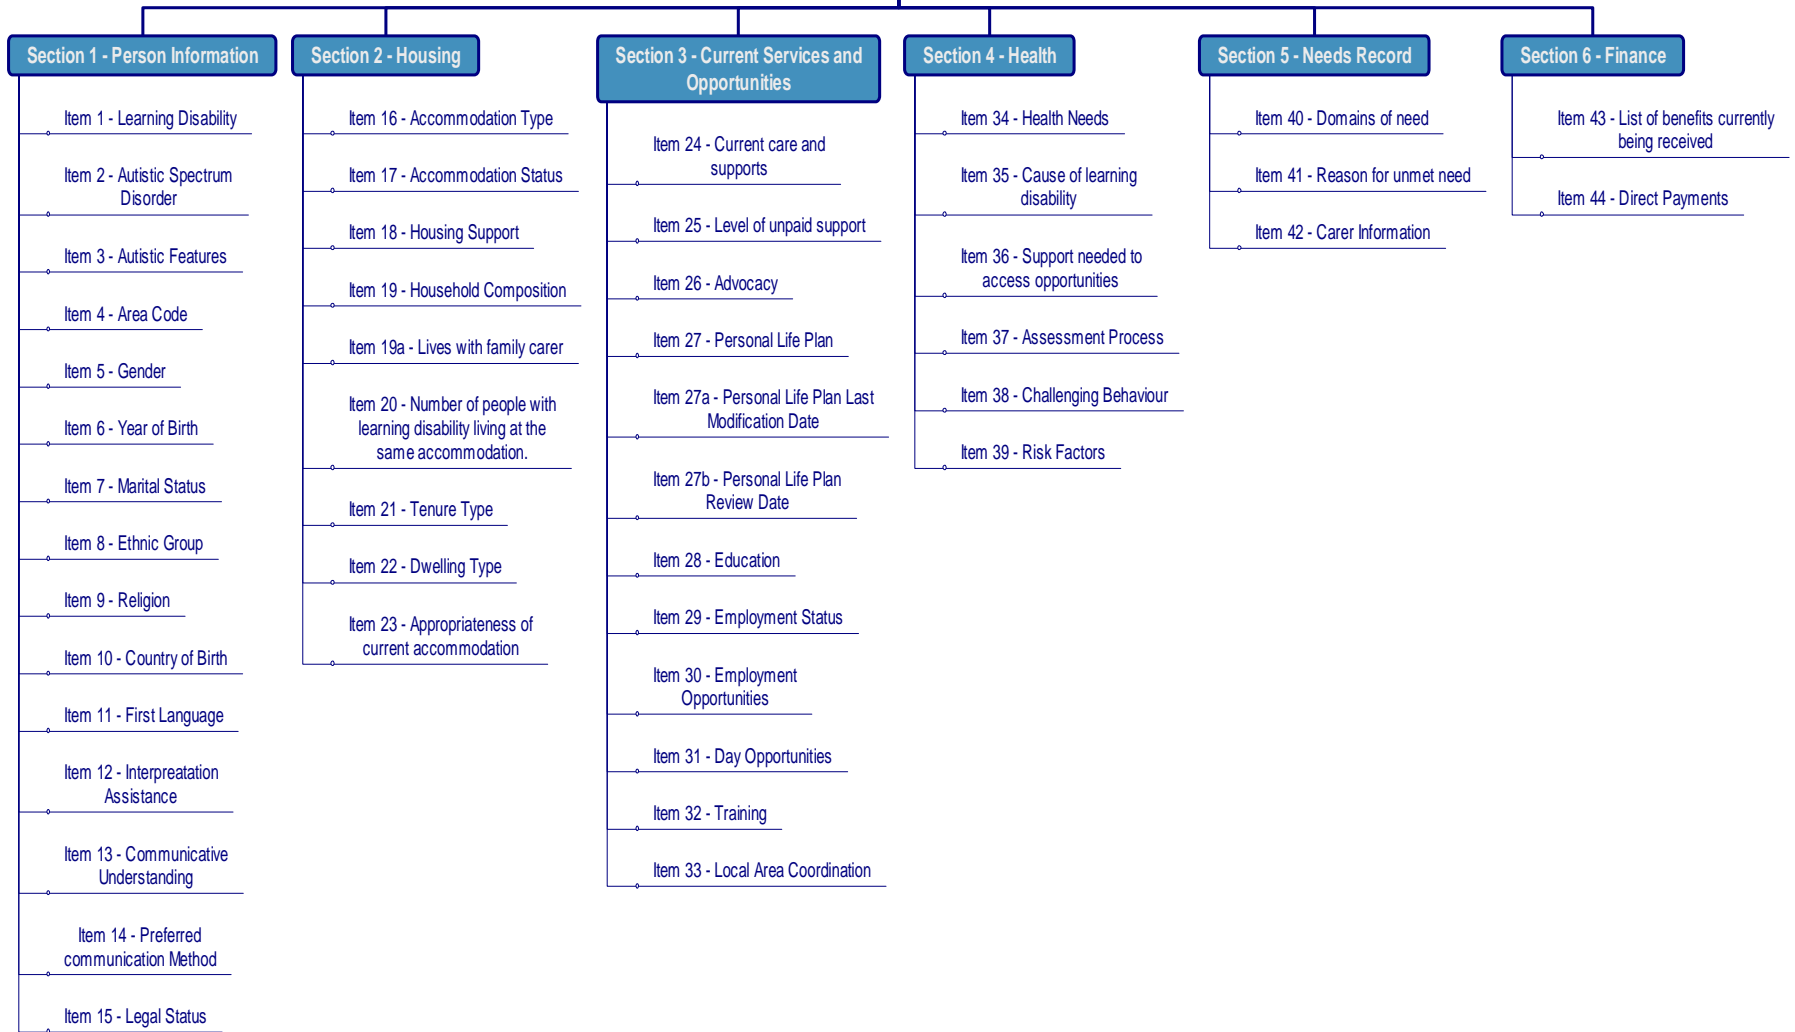 Section 1 - Person Information
Item 1 - Learning Disability
Item 2 - Autistic Spectrum
Disorder
Item 3 - Autistic Features
Item 4 - Area Code
Item 5 - Gender
Item 6 - Year of Birth
Item 7 - Marital Status
Item 8 - Ethnic Group
Item 9 - Religion
Item 10 - Country of Birth
Item 11 - First Language
Item 12 - Interpreatation
Assistance
Item 13 - Communicative
Understanding
Item 14 - Preferred
communication Method
Item 15 - Legal Status
Section 2 - Housing
Item 16 - Accommodation Type
Item 17 - Accommodation Status
Item 18 - Housing Support
Item 19 - Household Composition
Item 19a - Lives with family carer
Item 20 - Number of people with
learning disability living at the
same accommodation.
Item 21 - Tenure Type
Item 22 - Dwelling Type
Item 23 - Appropriateness of
current accommodation
Section 3 - Current Services and
Opportunities
Item 24 - Current care and
supports
Item 25 - Level of unpaid support
Item 26 - Advocacy
Item 27 - Personal Life Plan
Item 27a - Personal Life Plan Last
Modification Date
Item 27b - Personal Life Plan
Review Date
Item 28 - Education
Item 29 - Employment Status
Item 30 - Employment
Opportunities
Item 31 - Day Opportunities
Item 32 - Training
Item 33 - Local Area Coordination
Section 4 - Health
Item 34 - Health Needs
Item 35 - Cause of learning
disability
Item 36 - Support needed to
access opportunities
Item 37 - Assessment Process
Item 38 - Challenging Behaviour
Item 39 - Risk Factors
Section 5 - Needs Record
Item 40 - Domains of need
Item 41 - Reason for unmet need
Item 42 - Carer Information
Section 6 - Finance
Item 43 - List of benefits currently
being received
Item 44 - Direct Payments